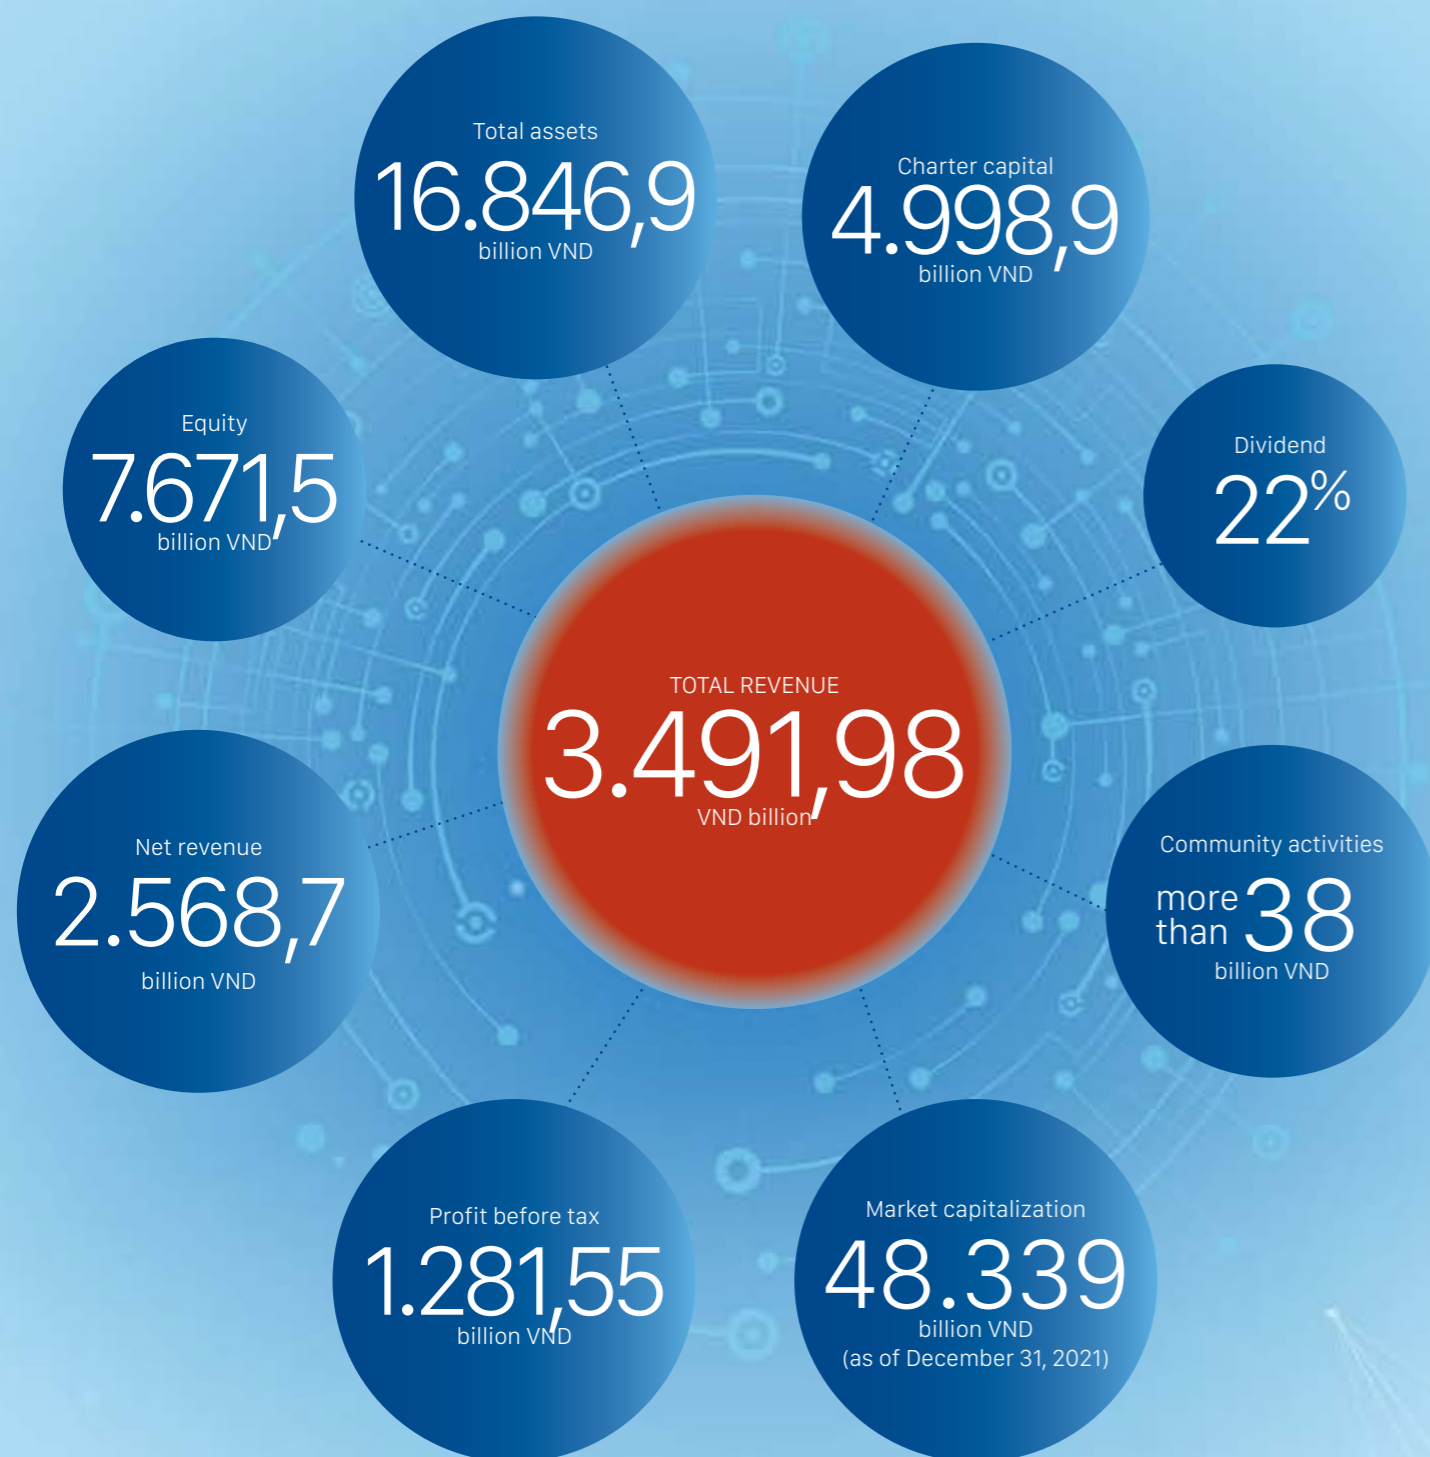 Total assets
16.846,9
billion VND
Charter capital
4.998,9
billion VND
Equity
7.671,5
billion VND
Dividend
22%
TOTAL REVENUE
3.491,98
VND billion
Net revenue
2.568,7
billion VND
Community activities
more
than 38
billion VND
Profit before tax
1.281,55
billion VND
Market capitalization
48.339
billion VND
(as of December 31, 2021)